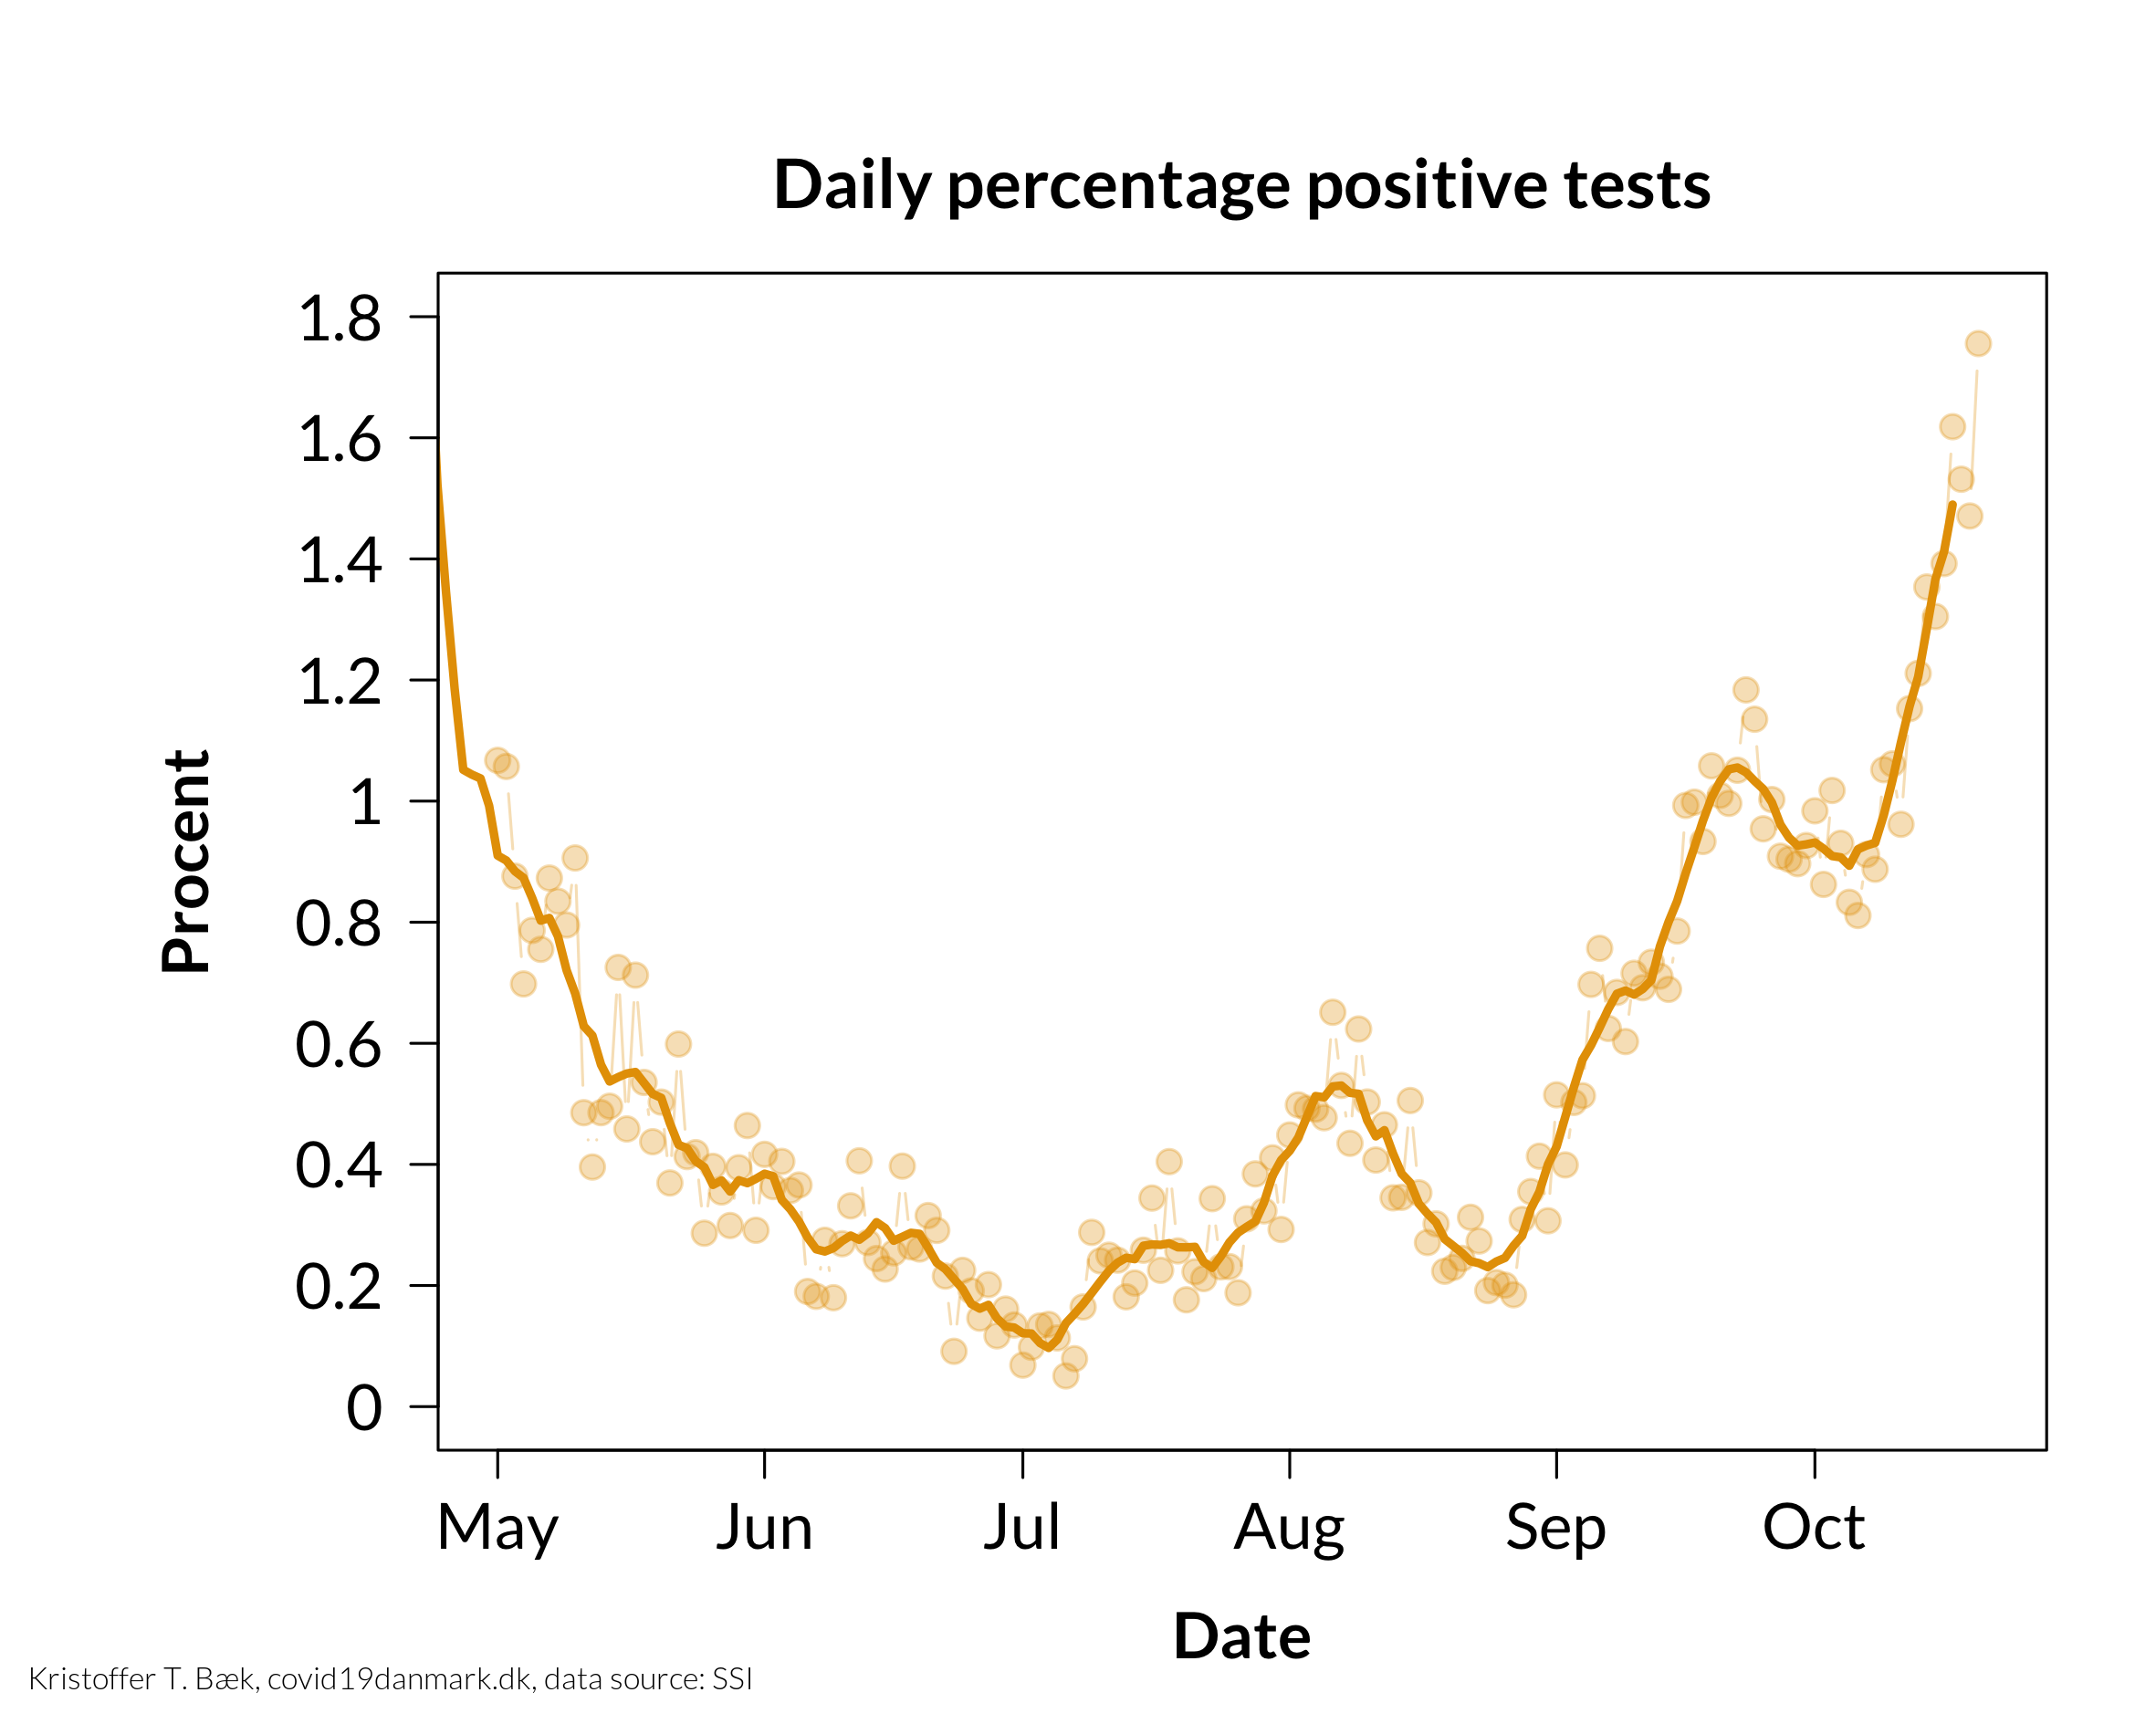 Daily percentage positive tests
Procent
1.8
1.6
1.4
1.2
1
0.8
0.6
0.4
0.2
0
May Jun Jul Aug Sep Oct
Date
Kristoffer T. Bæk, covid19danmark.dk, data source: SSI